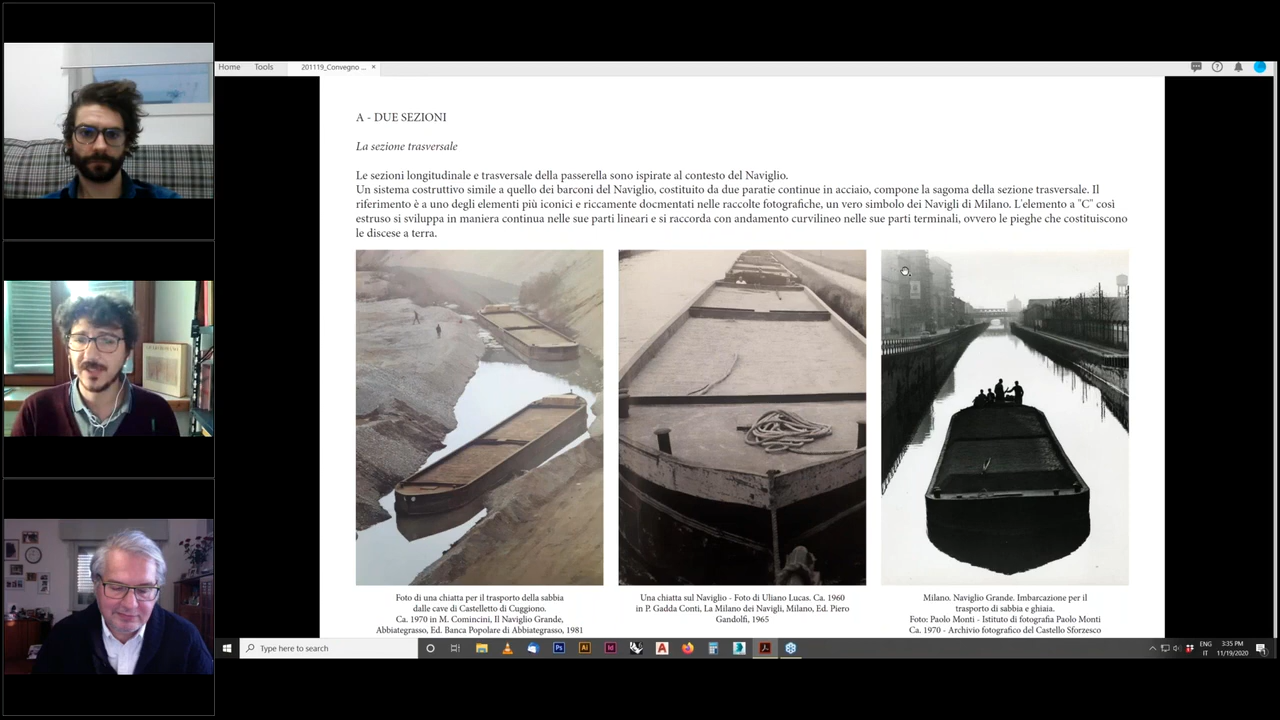 Home Tools 201119_Convegno ... ×
A - DUE SEZIONI
La sezione trasversale
Le sezioni longitudinale e trasversale della passerella sono ispirate al contesto del Naviglio.
Un sistema costruttivo simile a quello dei barconi del Naviglio, costituito da due paratie continue in acciaio, compone la sagoma della sezione trasversale. Il
riferimento è a uno degli elementi più iconici e riccamente docmentati nelle raccolte fotografiche, un vero simbolo dei Navigli di Milano. L'elemento a "C" così
estruso si sviluppa in maniera continua nelle sue parti lineari e si raccorda con andamento curvilineo nelle sue parti terminali, ovvero le pieghe che costituiscono
le discese a terra.
Foto di una chiatta per il trasporto della sabbia
dalle cave di Castelletto di Cuggiono.
Ca. 1970 in M. Comincini, Il Naviglio Grande,
Abbiategrasso, Ed. Banca Popolare di Abbiategrasso, 1981
Una chiatta sul Naviglio - Foto di Uliano Lucas. Ca. 1960
in P. Gadda Conti, La Milano dei Navigli, Milano, Ed. Piero
Gandolfi, 1965
Milano. Naviglio Grande. Imbarcazione per il
trasporto di sabbia e ghiaia.
Foto: Paolo Monti - Istituto di fotografia Paolo Monti
Ca. 1970 - Archivio fotografico del Castello Sforzesco
Type here to search
Ps Ai Id A
ENG
IT
3:35 PM
11/19/2020